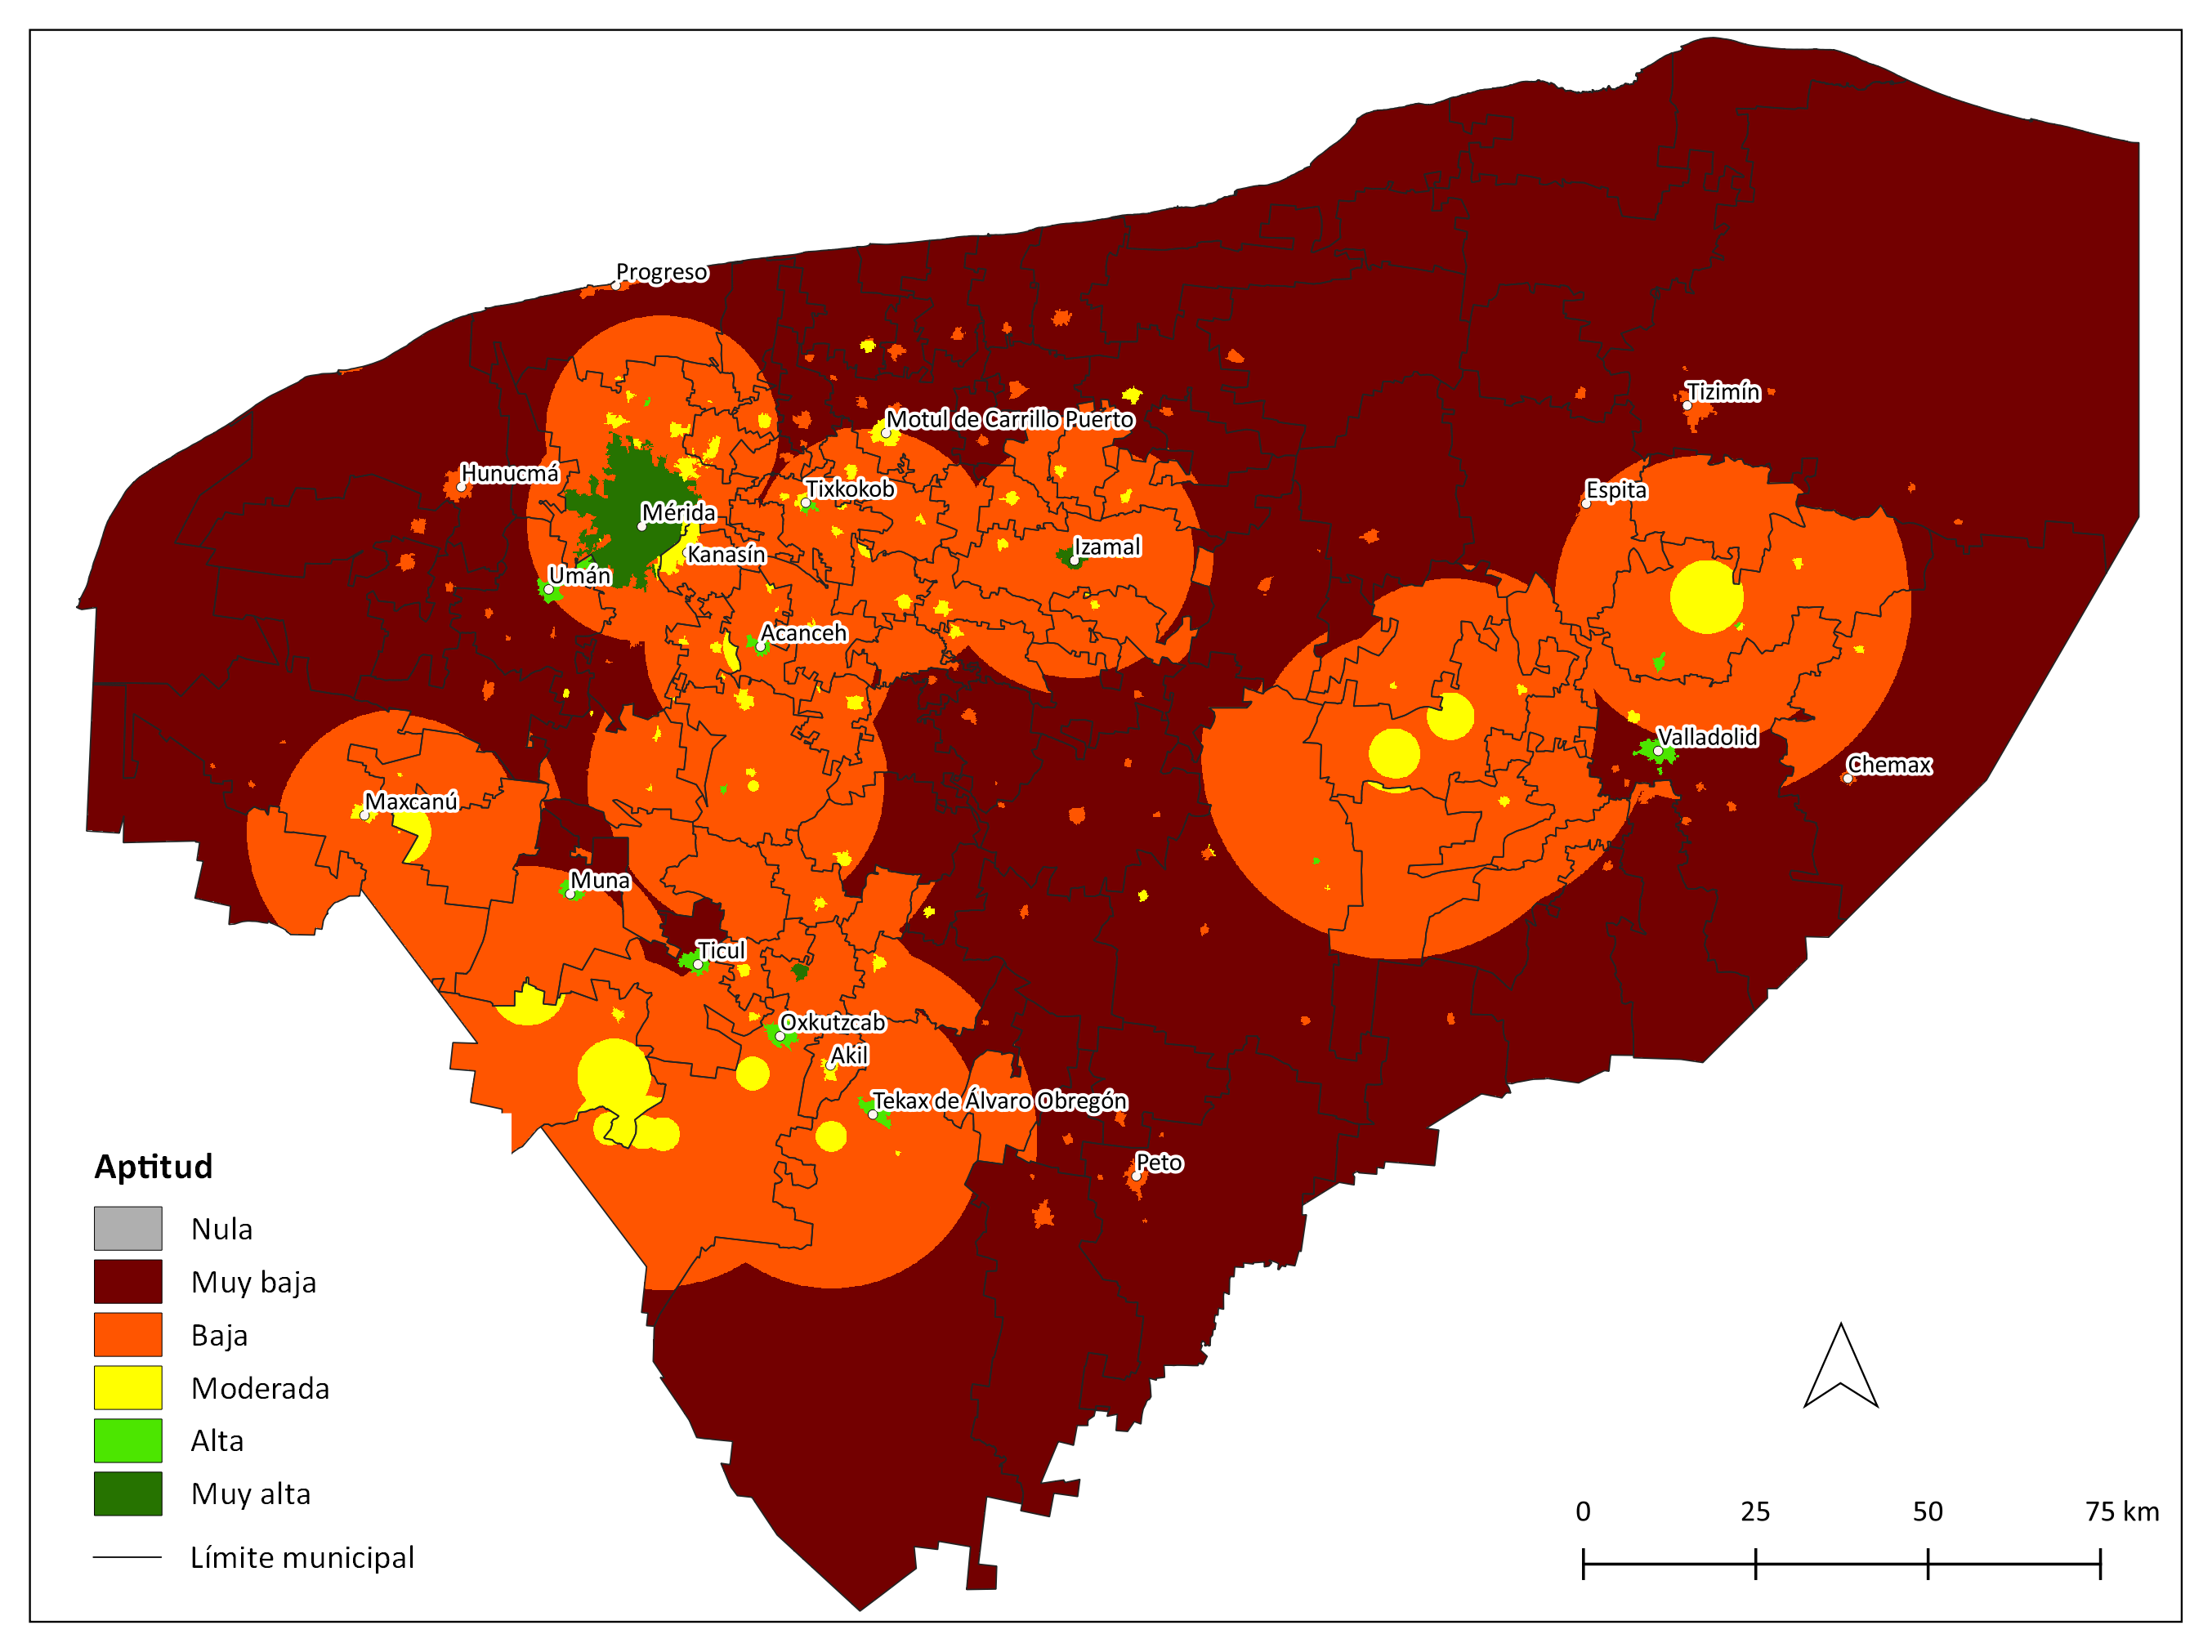 Progreso
Tizimín
Motul de Carrillo Puerto
Hunucmá
Tixkokob
Espita
Mérida
Izamal
Kanasín
Umán
Acanceh
Valladolid
Chemax
Maxcanú
Muna
Ticul
Oxkutzcab
Akil
Tekax de Álvaro Obregón
Peto
Aptitud
Nula
Muy baja
Baja
Moderada
Alta
Muy alta
Límite municipal
0 25 50 75 km